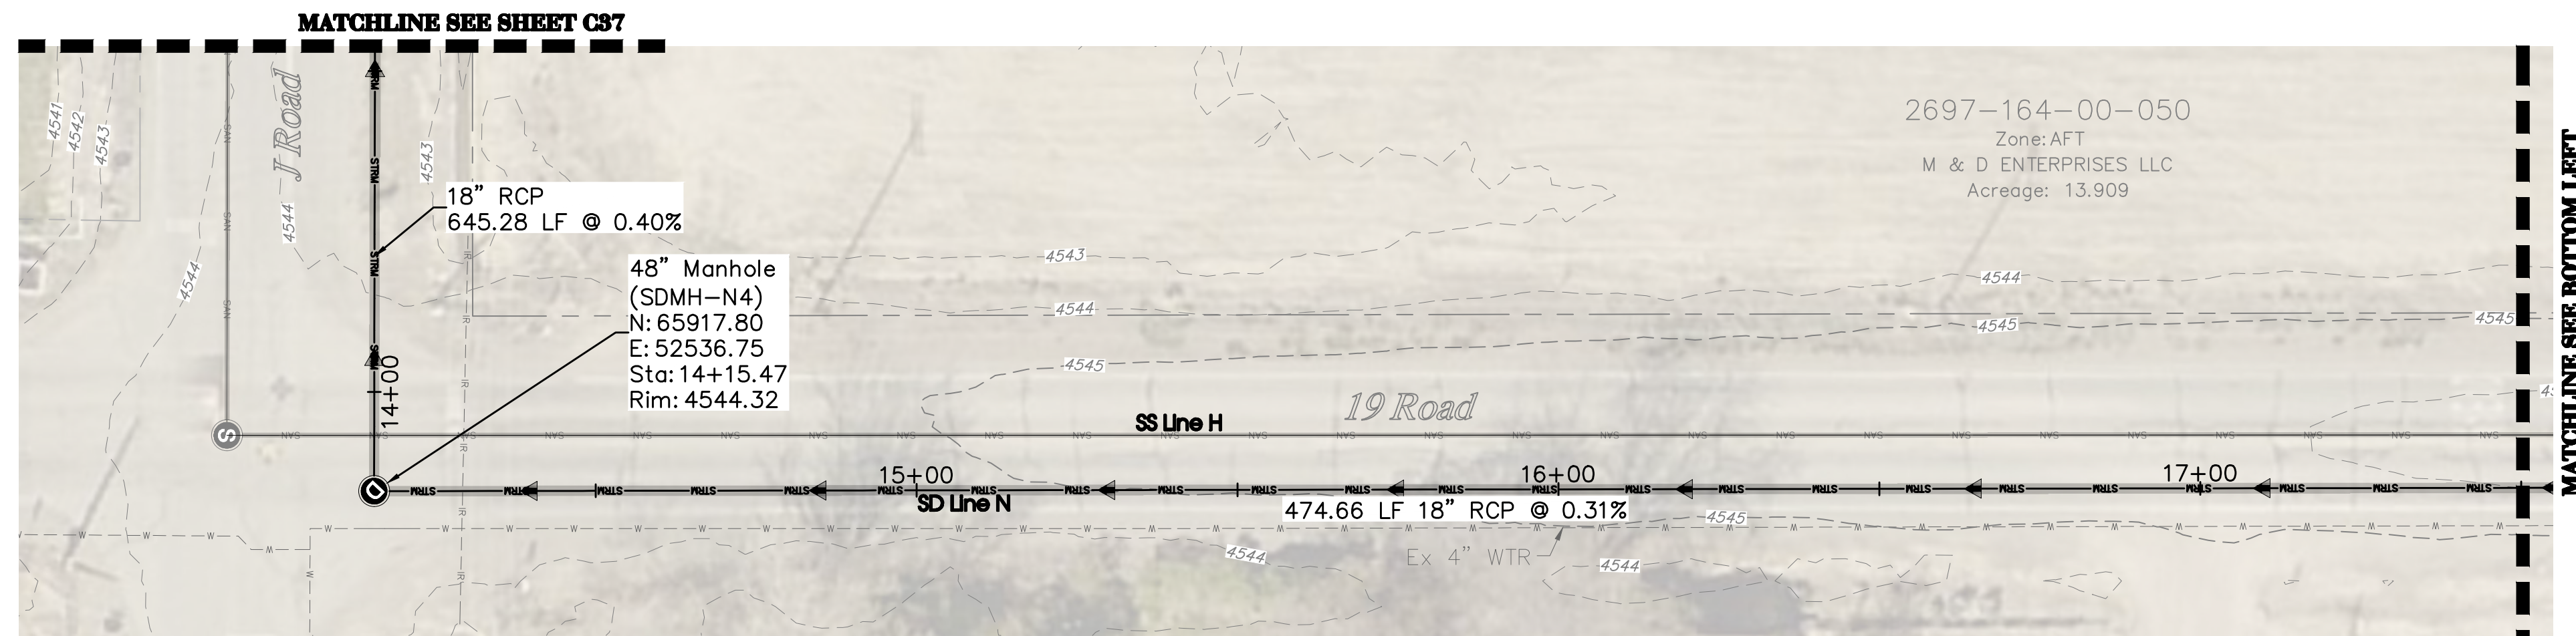 MATCHLINE SEE SHEET C37
4541
4542
4543
4544
J Road
4544
4543
18" RCP
645.28 LF @ 0.40%
48" Manhole
(SDMH-N4)
N: 65917.80
E: 52536.75
Sta: 14+15.47
Rim: 4544.32
14+00
STRM
SAN
IR
S
D
2697-164-00-050
Zone: AFT
M & D ENTERPRISES LLC
Acreage: 13.909
4543
4544
4544
4545
4545
4545
19 Road
SS Line H
15+00
16+00
17+00
SD Line N
474.66 LF 18" RCP @ 0.31%
4545
4544
Ex 4" WTR
4544
W
MATCHLINE SEE BOTTOM LEFT